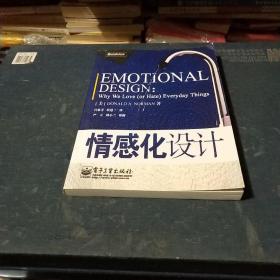 EMOTIONAL
DESIGN:
Why We Love (or Hate) Everyday Things
[美] DONALD A. NORMAN
情感化设计
电子工业出版社